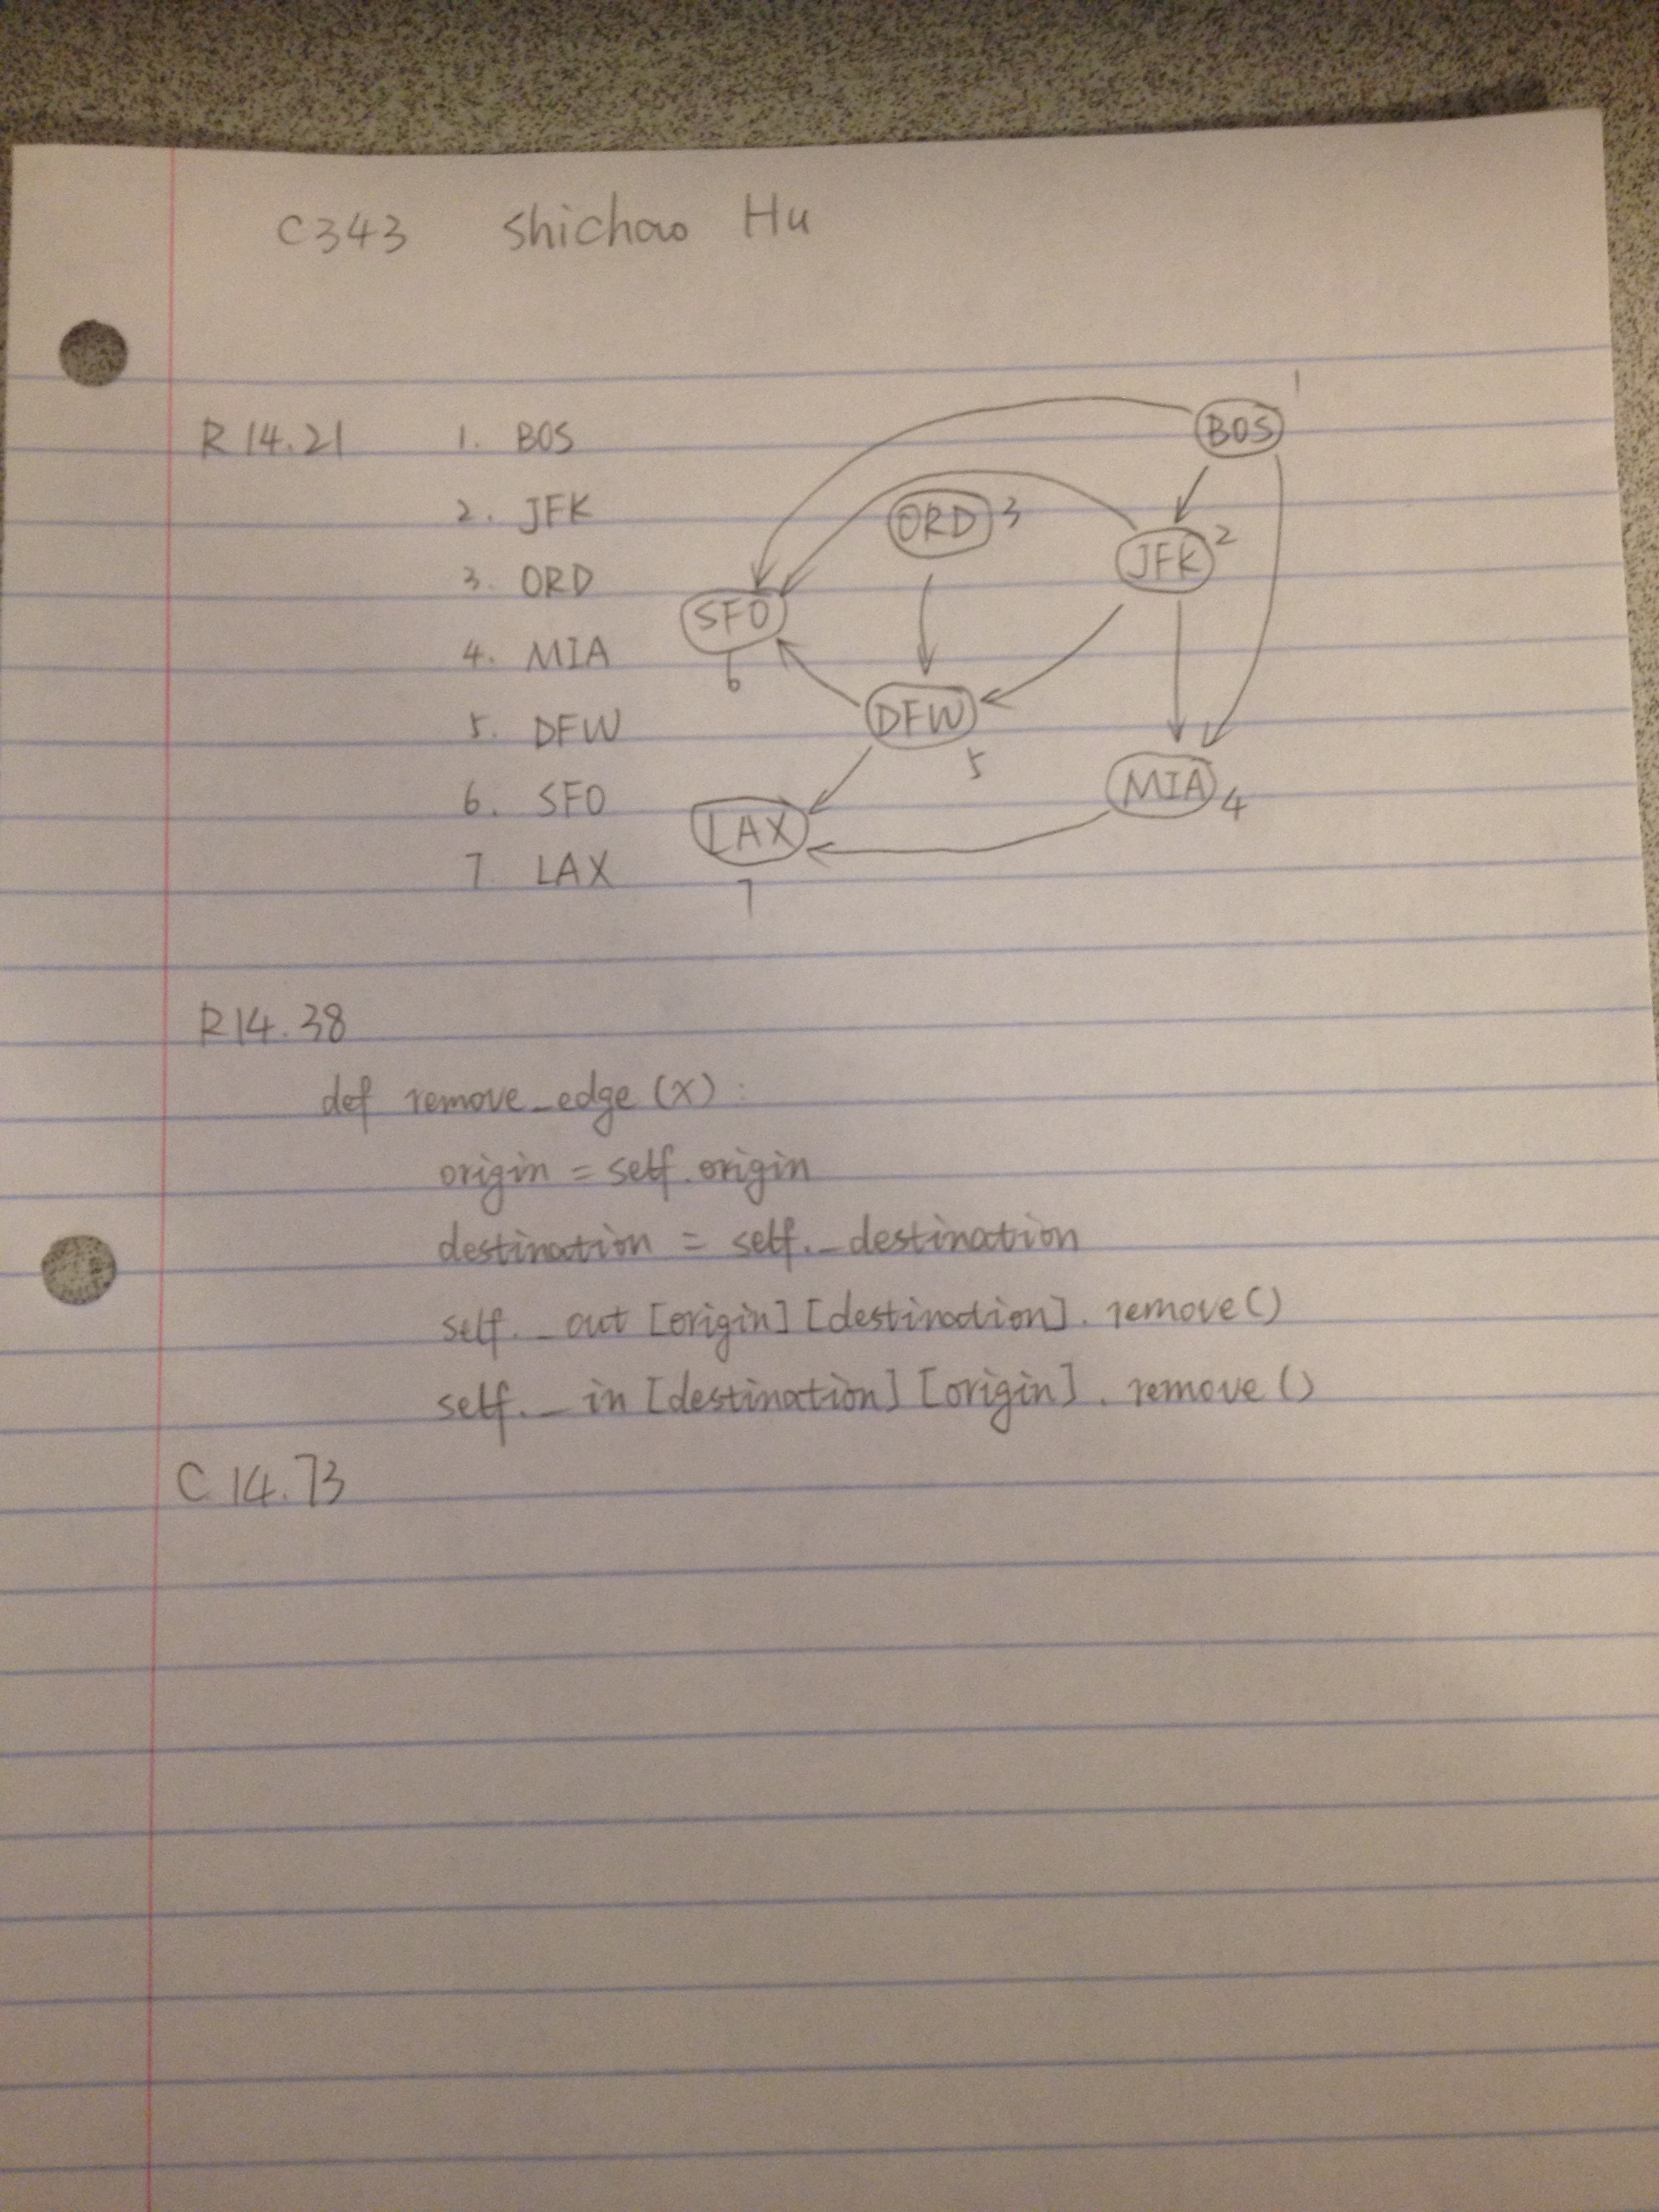 C343 Shichao Hu
R 14.21 1. BOS
2. JFK
3. ORD
4. MIA
5. DFW
6. SFO
7. LAX
BOS 1
ORD 3
JFK 2
SFO
6
DFW
5
MIA 4
LAX
7
R14.38
def remove_edge (x) :
origin = self.origin
destination = self._destination
self._out [origin] [destination]. remove()
self._in [destination] [origin]. remove()
C 14.73